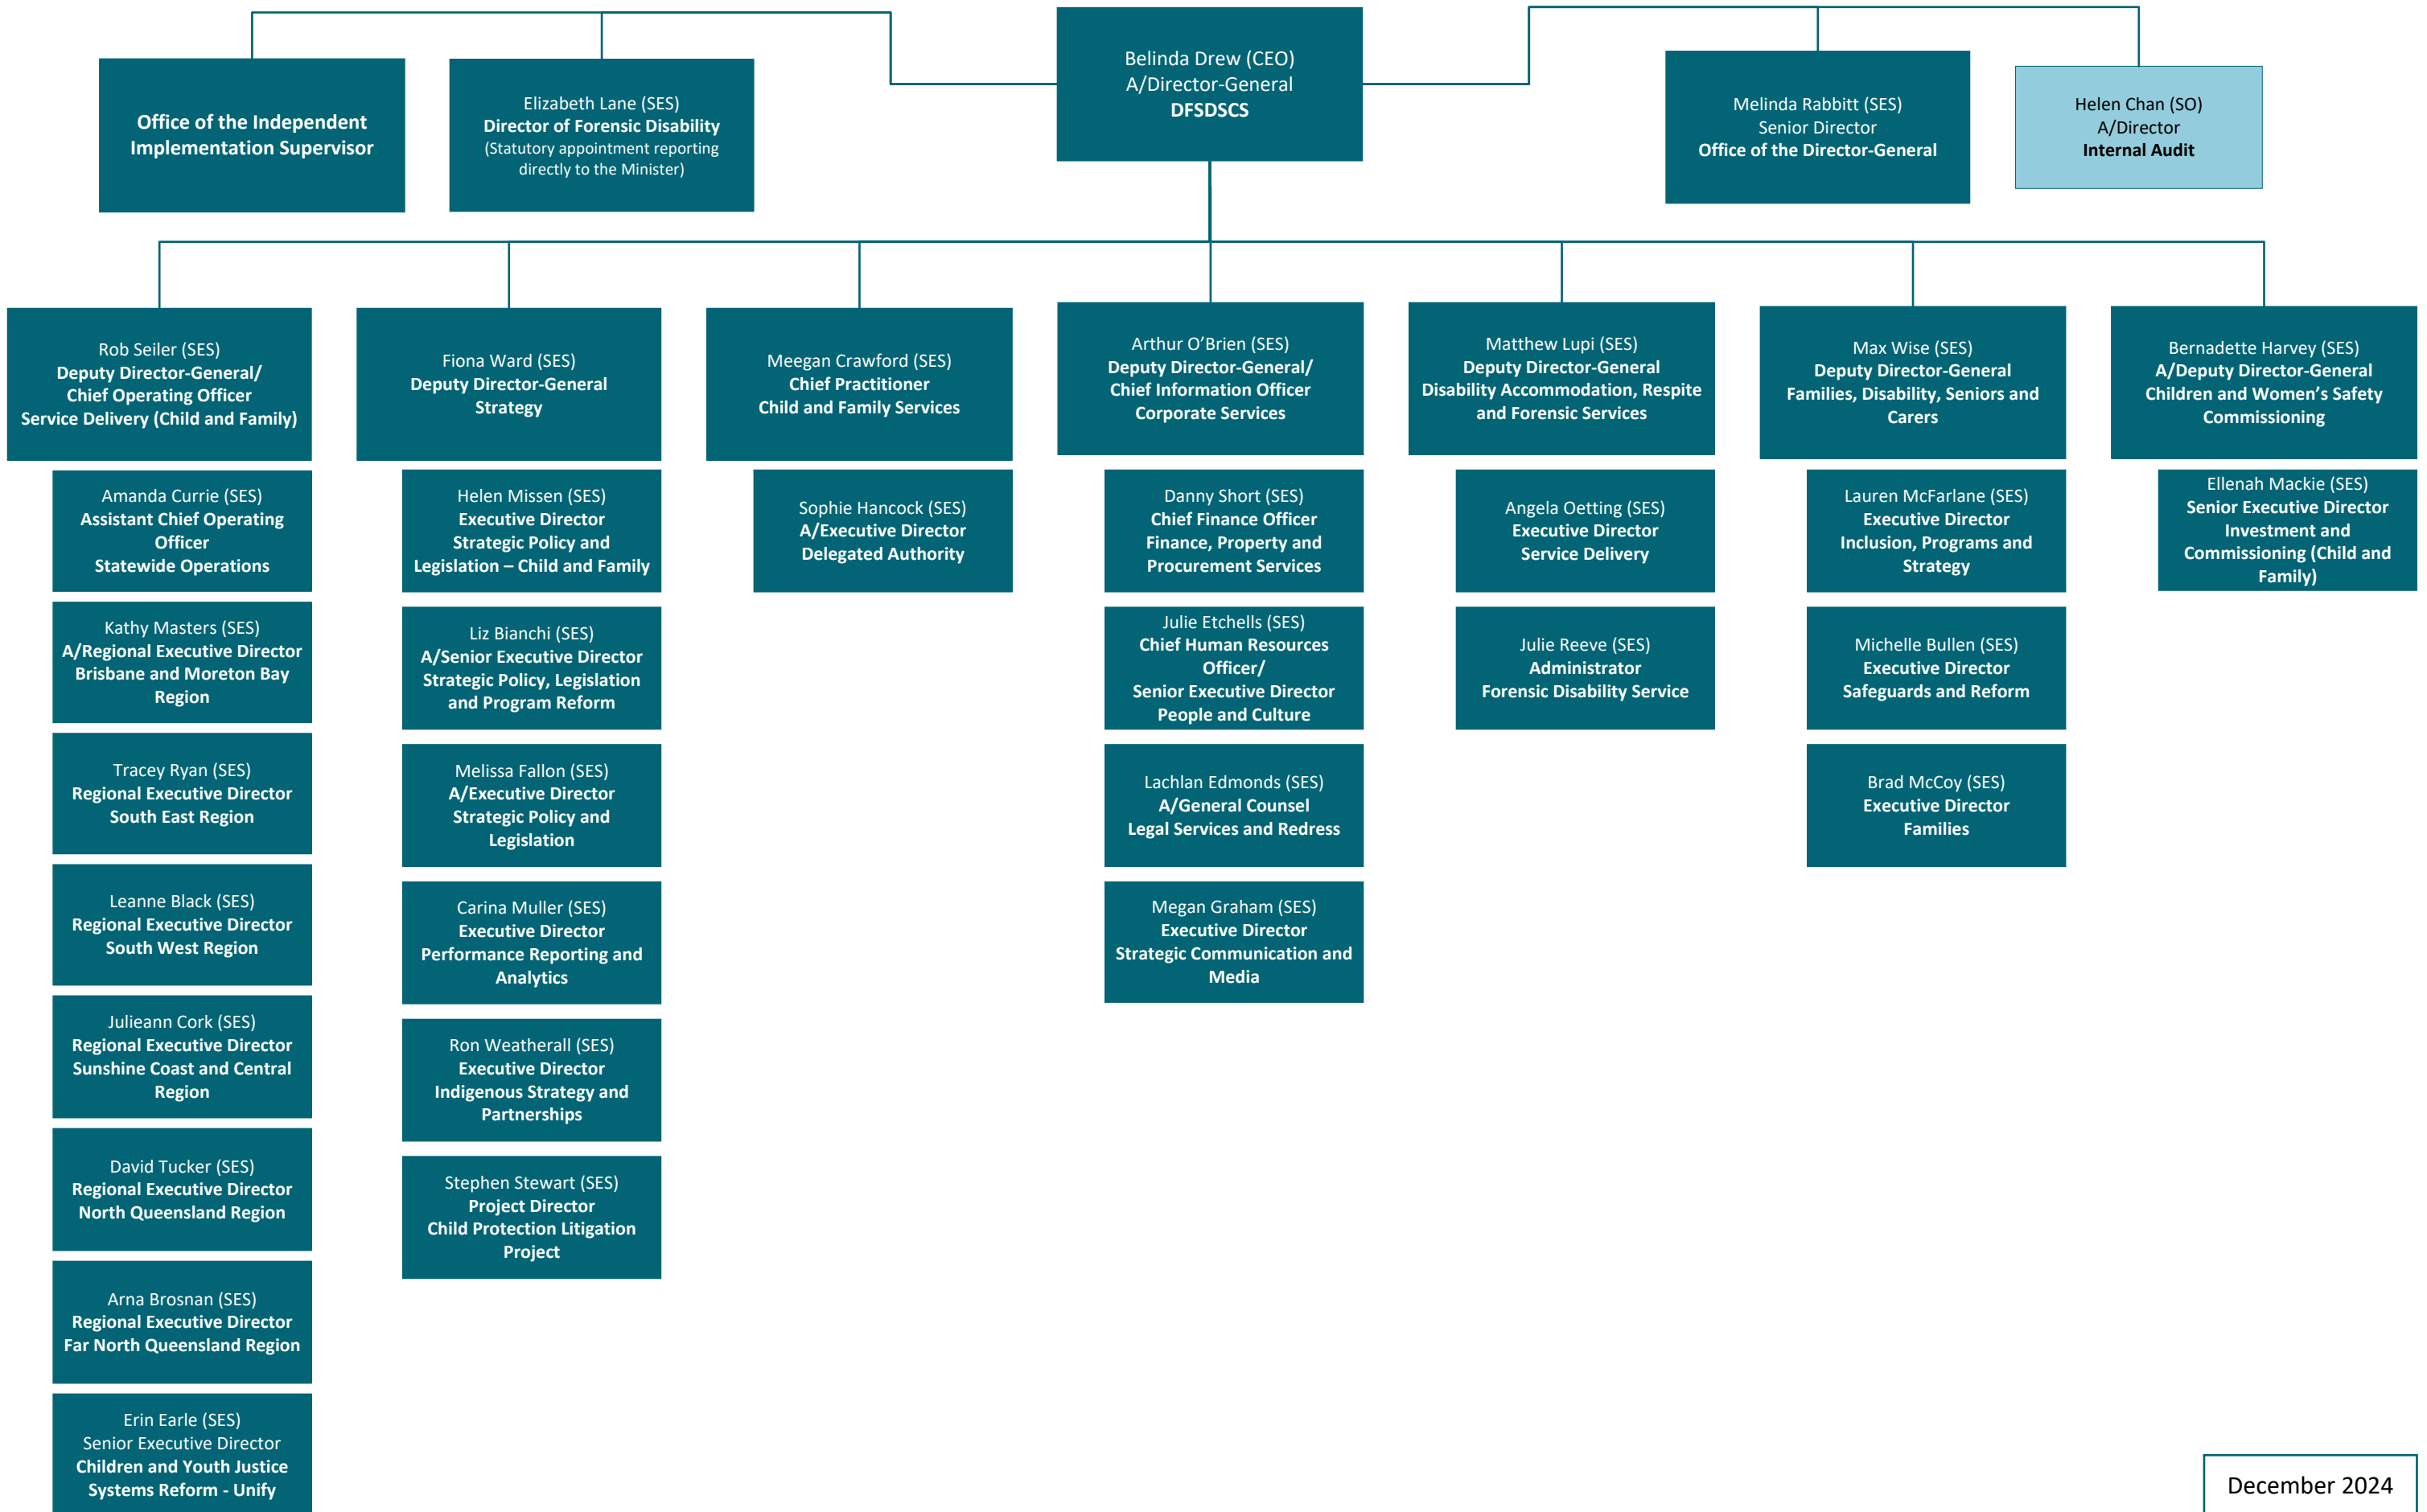 Office of the Independent
Implementation Supervisor
Elizabeth Lane (SES)
Director of Forensic Disability
(Statutory appointment reporting
directly to the Minister)
Belinda Drew (CEO)
A/Director-General
DFSDSCS
Melinda Rabbitt (SES)
Senior Director
Office of the Director-General
Helen Chan (SO)
A/Director
Internal Audit
Rob Seiler (SES)
Deputy Director-General/
Chief Operating Officer
Service Delivery (Child and Family)
Fiona Ward (SES)
Deputy Director-General
Strategy
Meegan Crawford (SES)
Chief Practitioner
Child and Family Services
Arthur O’Brien (SES)
Deputy Director-General/
Chief Information Officer
Corporate Services
Matthew Lupi (SES)
Deputy Director-General
Disability Accommodation, Respite
and Forensic Services
Max Wise (SES)
Deputy Director-General
Families, Disability, Seniors and
Carers
Bernadette Harvey (SES)
A/Deputy Director-General
Children and Women’s Safety
Commissioning
Amanda Currie (SES)
Assistant Chief Operating
Officer
Statewide Operations
Kathy Masters (SES)
A/Regional Executive Director
Brisbane and Moreton Bay
Region
Tracey Ryan (SES)
Regional Executive Director
South East Region
Leanne Black (SES)
Regional Executive Director
South West Region
Julieann Cork (SES)
Regional Executive Director
Sunshine Coast and Central
Region
David Tucker (SES)
Regional Executive Director
North Queensland Region
Arna Brosnan (SES)
Regional Executive Director
Far North Queensland Region
Erin Earle (SES)
Senior Executive Director
Children and Youth Justice
Systems Reform - Unify
Helen Missen (SES)
Executive Director
Strategic Policy and
Legislation – Child and Family
Liz Bianchi (SES)
A/Senior Executive Director
Strategic Policy, Legislation
and Program Reform
Melissa Fallon (SES)
A/Executive Director
Strategic Policy and
Legislation
Carina Muller (SES)
Executive Director
Performance Reporting and
Analytics
Ron Weatherall (SES)
Executive Director
Indigenous Strategy and
Partnerships
Stephen Stewart (SES)
Project Director
Child Protection Litigation
Project
Sophie Hancock (SES)
A/Executive Director
Delegated Authority
Danny Short (SES)
Chief Finance Officer
Finance, Property and
Procurement Services
Julie Etchells (SES)
Chief Human Resources
Officer/
Senior Executive Director
People and Culture
Lachlan Edmonds (SES)
A/General Counsel
Legal Services and Redress
Megan Graham (SES)
Executive Director
Strategic Communication and
Media
Angela Oetting (SES)
Executive Director
Service Delivery
Julie Reeve (SES)
Administrator
Forensic Disability Service
Lauren McFarlane (SES)
Executive Director
Inclusion, Programs and
Strategy
Michelle Bullen (SES)
Executive Director
Safeguards and Reform
Brad McCoy (SES)
Executive Director
Families
Ellenah Mackie (SES)
Senior Executive Director
Investment and
Commissioning (Child and
Family)
December 2024